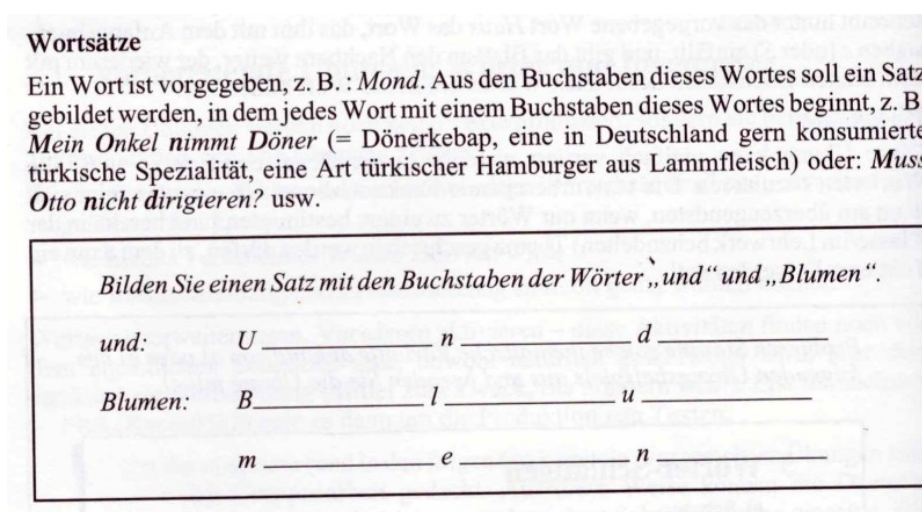 Wortsätze
Ein Wort ist vorgegeben, z. B. : Mond. Aus den Buchstaben dieses Wortes soll ein Satz
gebildet werden, in dem jedes Wort mit einem Buchstaben dieses Wortes beginnt, z. B.
Mein Onkel nimmt Döner (= Dönerkebap, eine in Deutschland gern konsumierte
türkische Spezialität, eine Art türkischer Hamburger aus Lammfleisch) oder: Muss
Otto nicht dirigieren? usw.
Bilden Sie einen Satz mit den Buchstaben der Wörter „und“ und „Blumen“.
und: U n d
Blumen: B l u
m e n